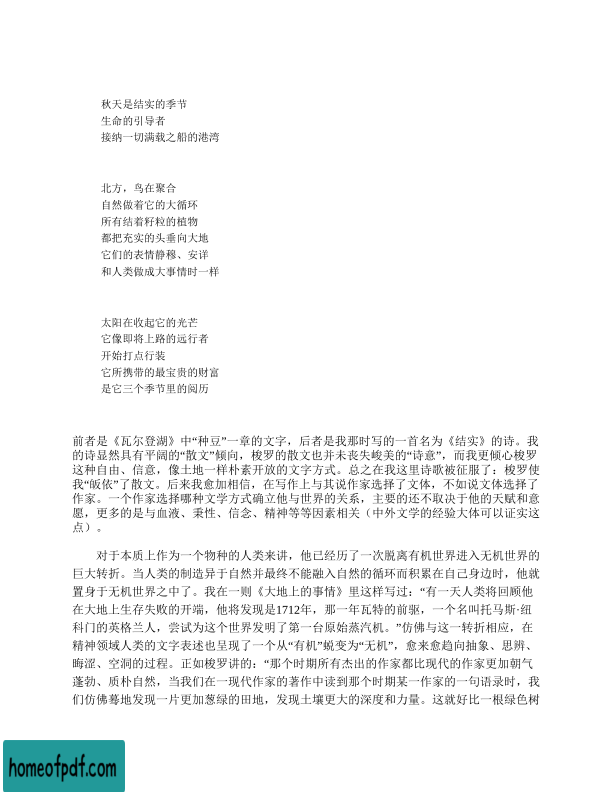 秋天是结实的季节
生命的引导者
接纳一切满载之船的港湾
北方，鸟在聚合
自然做着它的大循环
所有结着籽粒的植物
都把充实的头垂向大地
它们的表情静穆、安详
和人类做成大事情时一样
太阳在收起它的光芒
它像即将上路的远行者
开始打点行装
它所携带的最宝贵的财富
是它三个季节里的阅历
前者是《瓦尔登湖》中“种豆”一章的文字，后者是我那时写的一首名为《结实》的诗。我
的诗显然具有平阔的“散文”倾向，梭罗的散文也并未丧失峻美的“诗意”，而我更倾心梭罗
这种自由、信意，像土地一样朴素开放的文字方式。总之在我这里诗歌被征服了：梭罗使
我“皈依”了散文。后来我愈加相信，在写作上与其说作家选择了文体，不如说文体选择了
作家。一个作家选择哪种文学方式确立他与世界的关系，主要的还不取决于他的天赋和意
愿，更多的是与血液、秉性、信念、精神等等因素相关（中外文学的经验大体可以证实这
点）。
对于本质上作为一个物种的人类来讲，他已经历了一次脱离有机世界进入无机世界的
巨大转折。当人类的制造异于自然并最终不能融入自然的循环而积累在自己身边时，他就
置身于无机世界之中了。我在一则《大地上的事情》里这样写过：“有一天人类将回顾他
在大地上生存失败的开端，他将发现是1712年，那一年瓦特的前驱，一个名叫托马斯·纽
科门的英格兰人，尝试为这个世界发明了第一台原始蒸汽机。”仿佛与这一转折相应，在
精神领域人类的文字表述也呈现了一个从“有机”蜕变为“无机”，愈来愈趋向抽象、思辨、
晦涩、空洞的过程。正如梭罗讲的：“那个时期所有杰出的作家都比现代的作家更加朝气
蓬勃、质朴自然，当我们在一现代作家的著作中读到那个时期某一作家的一句语录时，我
们仿佛蓦地发现一片更加葱绿的田地，发现土壤更大的深度和力量。这就好比一根绿色树
homeofpdf.com